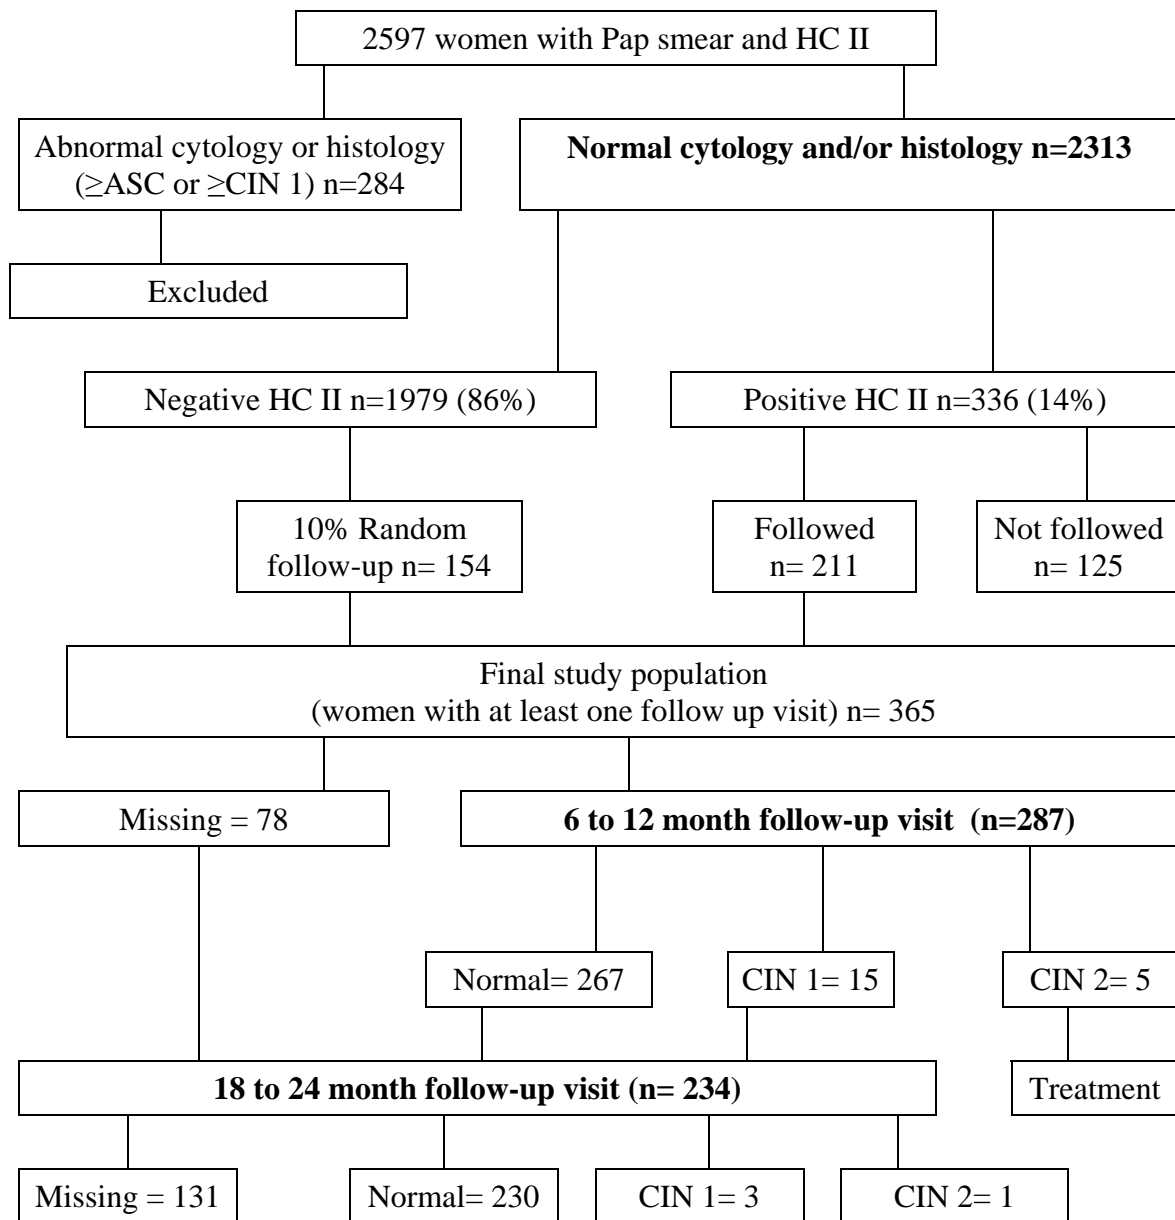 2597 women with Pap smear and HC II
Abnormal cytology or histology
(≥ASC or ≥CIN 1) n=284
Normal cytology and/or histology n=2313
Excluded
Negative HC II n=1979 (86%)
Positive HC II n=336 (14%)
10% Random
follow-up n= 154
Followed
n= 211
Not followed
n= 125
Final study population
(women with at least one follow up visit) n= 365
Missing = 78
6 to 12 month follow-up visit (n=287)
Normal= 267
CIN 1= 15
CIN 2= 5
18 to 24 month follow-up visit (n= 234)
Treatment
Missing = 131
Normal= 230
CIN 1= 3
CIN 2= 1